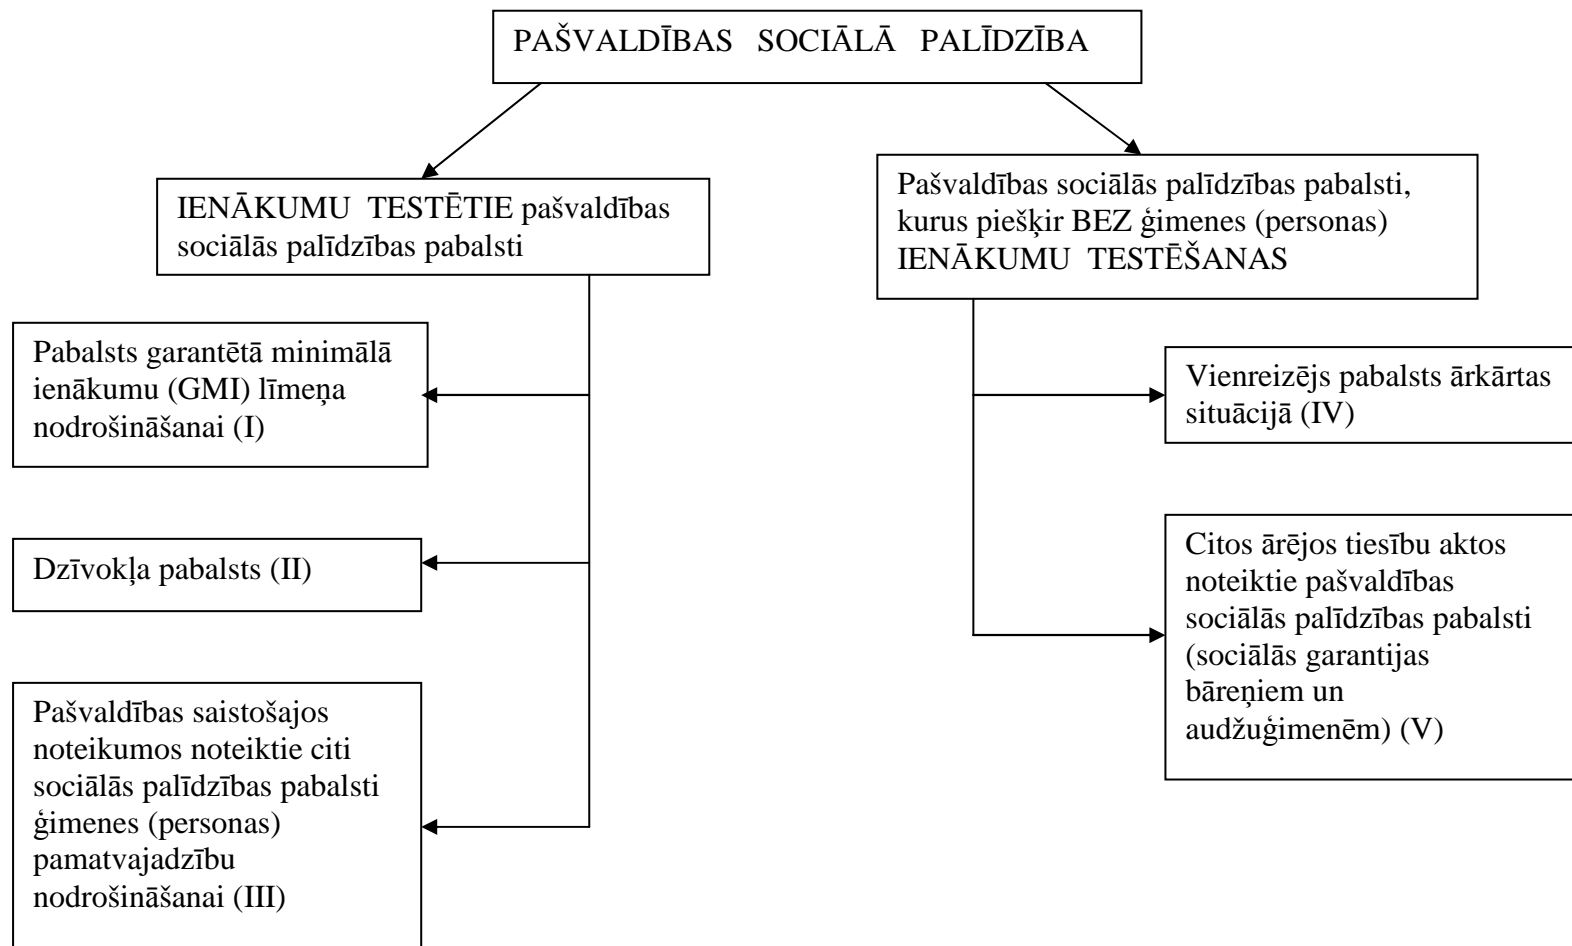 PAŠVALDĪBAS SOCIĀLĀ PALĪDZĪBA
IENĀKUMU TESTĒTIE pašvaldības
sociālās palīdzības pabalsti
Pašvaldības sociālās palīdzības pabalsti,
kurus piešķir BEZ ģimenes (personas)
IENĀKUMU TESTĒŠANAS
Pabalsts garantētā minimālā
ienākumu (GMI) līmeņa
nodrošināšanai (I)
Dzīvokļa pabalsts (II)
Pašvaldības saistošajos
noteikumos noteiktie citi
sociālās palīdzības pabalsti
ģimenes (personas)
pamatvajadzību
nodrošināšanai (III)
Vienreizējs pabalsts ārkārtas
situācijā (IV)
Citos ārējos tiesību aktos
noteiktie pašvaldības
sociālās palīdzības pabalsti
(sociālās garantijas
bāreņiem un
audžuģimenēm) (V)